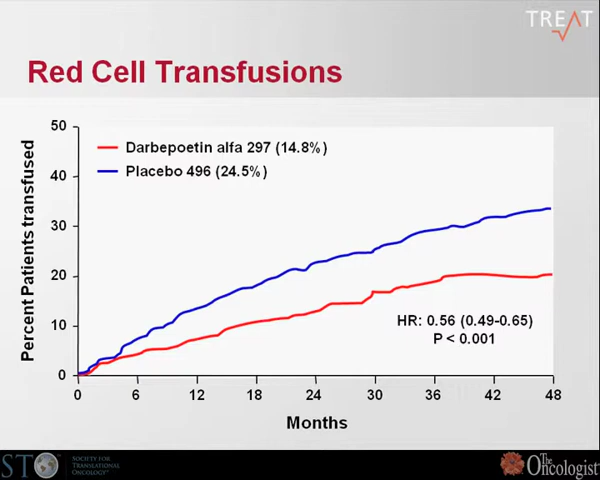 TREAT
Red Cell Transfusions
50
40
30
20
10
0
Percent Patients transfused
Darbepoetin alfa 297 (14.8%)
Placebo 496 (24.5%)
HR: 0.56 (0.49-0.65)
P < 0.001
0 6 12 18 24 30 36 42 48
Months
STO
SOCIETY FOR
TRANSLATIONAL
ONCOLOGY
The
Oncologist